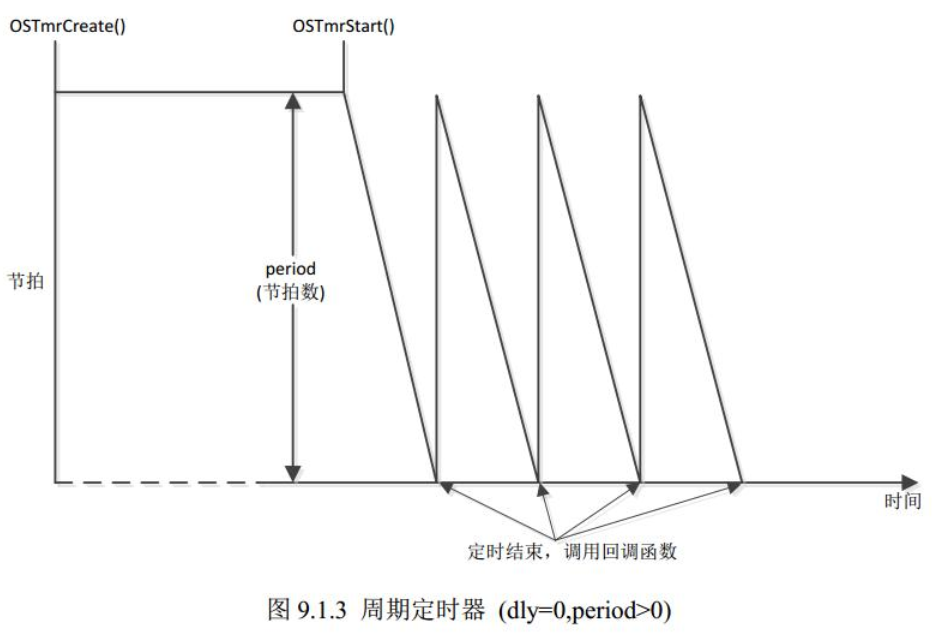 OSTmrCreate()
OSTmrStart()
period
(节拍数)
节拍
时间
定时结束，调用回调函数
图 9.1.3 周期定时器 (dly=0,period>0)